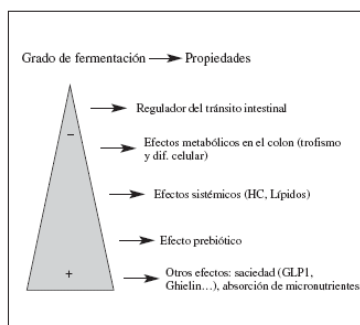 Grado de fermentación → Propiedades
Regulador del tránsito intestinal
−
Efectos metabólicos en el colon (trofismo
y dif. celular)
Efectos sistémicos (HC, Lípidos)
Efecto prebiótico
+
Otros efectos: saciedad (GLP1,
Ghielin...), absorción de micronutrientes